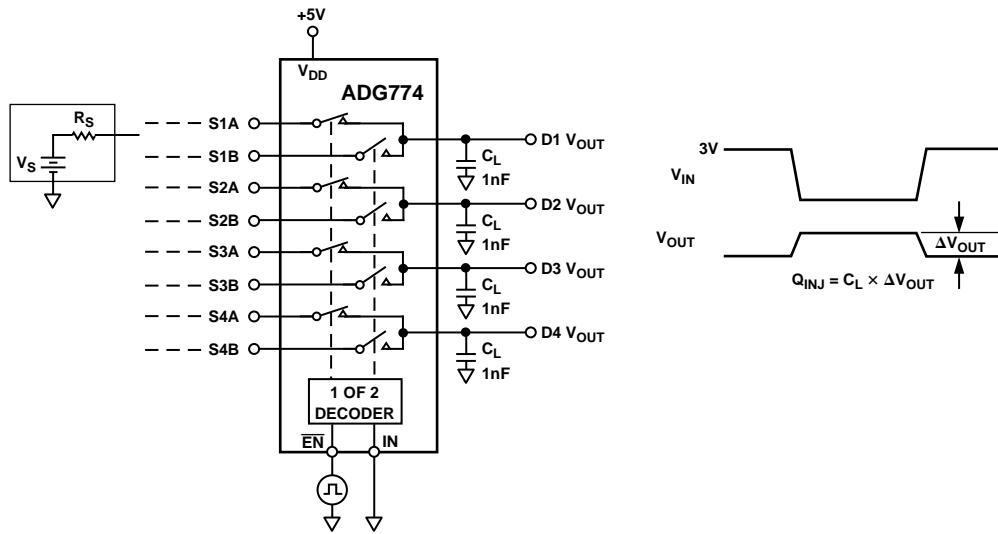 +5V
VDD
ADG774
RS
VS
S1A
S1B
S2A
S2B
S3A
S3B
S4A
S4B
D1 VOUT
CL
1nF
D2 VOUT
CL
1nF
D3 VOUT
CL
1nF
D4 VOUT
CL
1nF
1 OF 2
DECODER
EN
IN
3V
VIN
VOUT
ΔVOUT
QINJ = CL × ΔVOUT